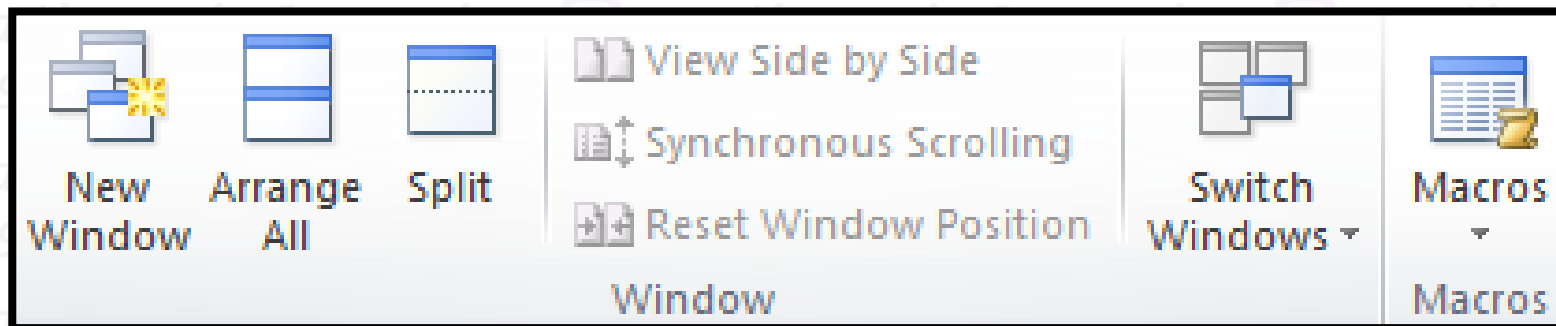 New
Window
Arrange
All
Split
View Side by Side
Synchronous Scrolling
Reset Window Position
Switch
Windows
Window
Macros
Macros